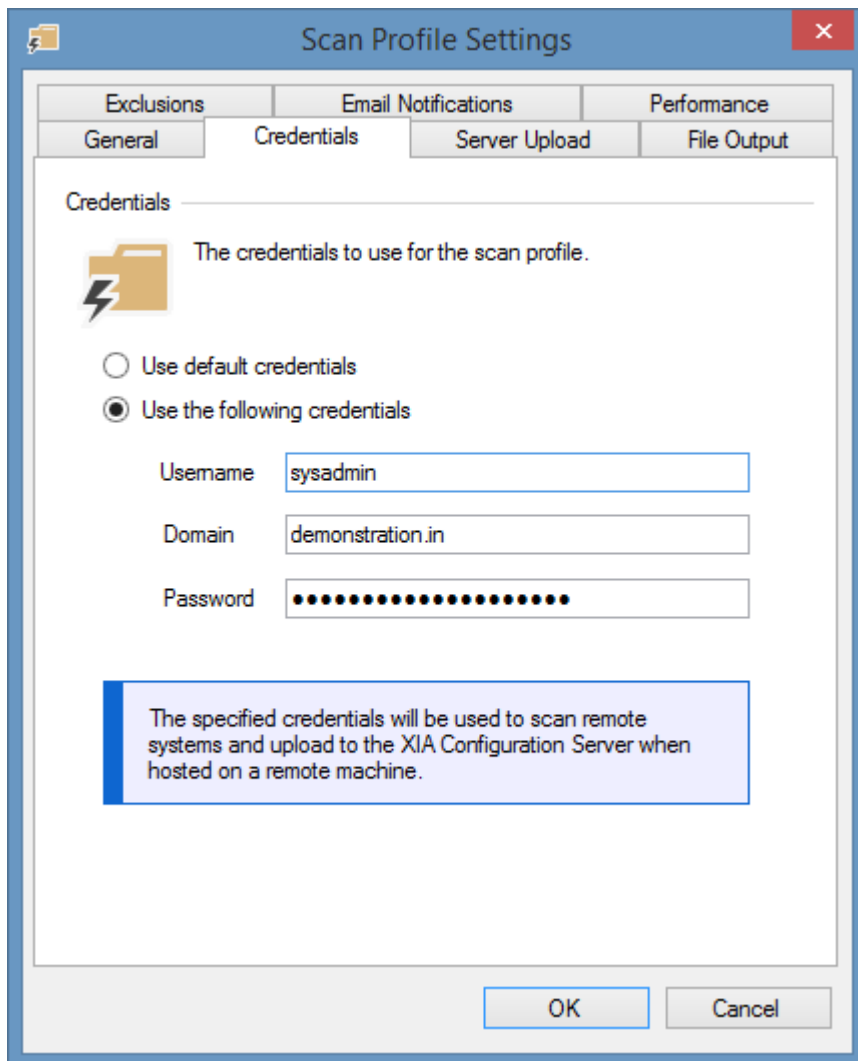 Scan Profile Settings
Exclusions Email Notifications Performance
General Credentials Server Upload File Output
Credentials
The credentials to use for the scan profile.
Use default credentials
Use the following credentials
Username sysadmin
Domain demonstration.in
Password ●●●●●●●●●●●●●●●●●●●●
The specified credentials will be used to scan remote
systems and upload to the XIA Configuration Server when
hosted on a remote machine.
OK Cancel